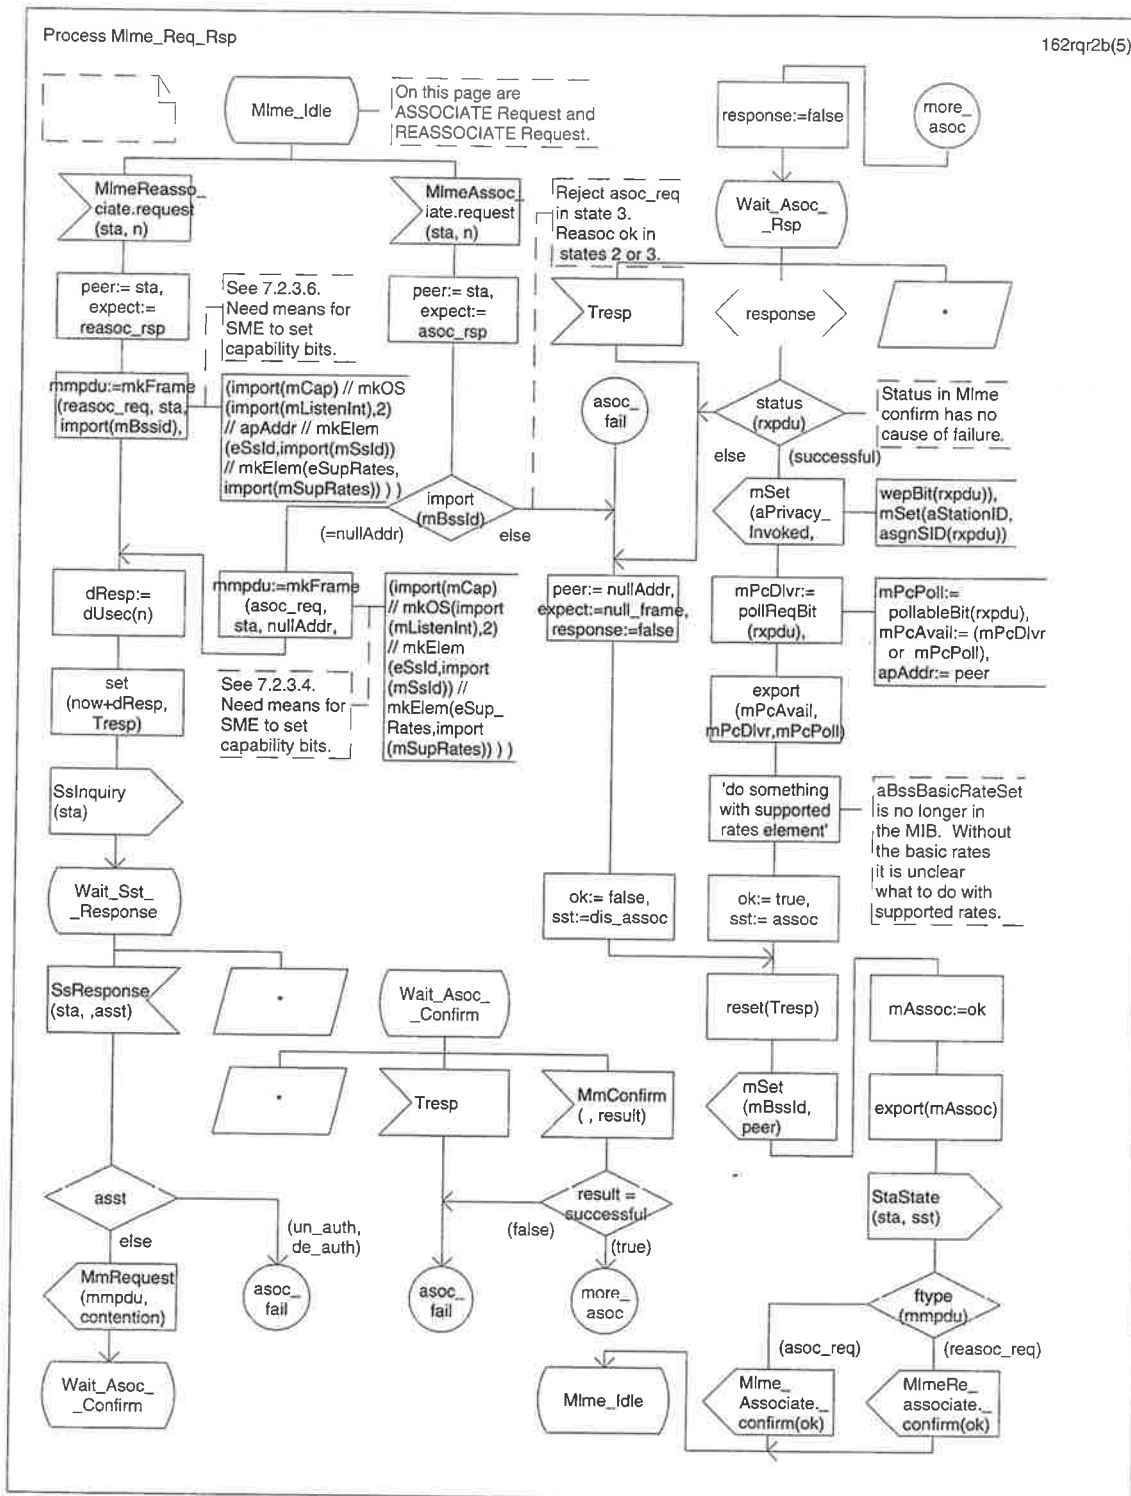 Process Mlme_Req_Rsp
162rqr2b(5)
Mlme_Idle
On this page are
ASSOCIATE Request and
REASSOCIATE Request.
response:=false
more_
asoc
MlmeReasso_
ciate.request
(sta, n)
MlmeAssoc_
iate.request
(sta, n)
Reject asoc_req
in state 3.
Reasoc ok in
states 2 or 3.
Wait_Asoc_
_Rsp
peer:= sta,
expect:=
reasoc_rsp
See 7.2.3.6.
Need means for
SME to set
capability bits.
peer:= sta,
expect:=
asoc_rsp
Tresp
response
*
mmpdu:=mkFrame
(reasoc_req, sta,
import(mBssid),
(import(mCap) // mkOS
(import(mListenInt),2)
// apAddr // mkElem
(eSsId,import(mSsId))
// mkElem(eSupRates,
import(mSupRates)) ) )
asoc_
fail
status
(rxpdu)
Status in Mlme
confirm has no
cause of failure.
else
(successful)
import
(mBssId)
(=nullAddr)
else
mSet
(aPrivacy_
Invoked,
wepBit(rxpdu)),
mSet(aStationID,
asgnSID(rxpdu))
dResp:=
dUsec(n)
mmpdu:=mkFrame
(asoc_req,
sta, nullAddr,
(import(mCap)
// mkOS(import
(mListenInt),2)
// mkElem
(eSsId,import
(mSsId)) //
mkElem(eSup_
Rates,import
(mSupRates)) ) )
peer:= nullAddr,
expect:=null_frame,
response:=false
mPcDlvr:=
pollReqBit
(rxpdu),
mPcPoll:=
pollableBit(rxpdu),
mPcAvail:= (mPcDlvr
or mPcPoll),
apAddr:= peer
set
(now+dResp,
Tresp)
See 7.2.3.4.
Need means for
SME to set
capability bits.
export
(mPcAvail,
mPcDlvr,mPcPoll)
SsInquiry
(sta)
'do something
with supported
rates element'
aBssBasicRateSet
is no longer in
the MIB. Without
the basic rates
it is unclear
what to do with
supported rates.
Wait_Sst_
_Response
ok:= false,
sst:=dis_assoc
ok:= true,
sst:= assoc
SsResponse
(sta, ,asst)
*
Wait_Asoc_
_Confirm
reset(Tresp)
mAssoc:=ok
*
Tresp
MmConfirm
( , result)
mSet
(mBssId,
peer)
export(mAssoc)
asst
result =
successful
StaState
(sta, sst)
else
(un_auth,
de_auth)
(false)
(true)
MmRequest
(mmpdu,
contention)
asoc_
fail
asoc_
fail
more_
asoc
ftype
(mmpdu)
(asoc_req)
(reasoc_req)
Wait_Asoc_
_Confirm
Mlme_Idle
Mlme_
Associate._
confirm(ok)
MlmeRe_
associate._
confirm(ok)